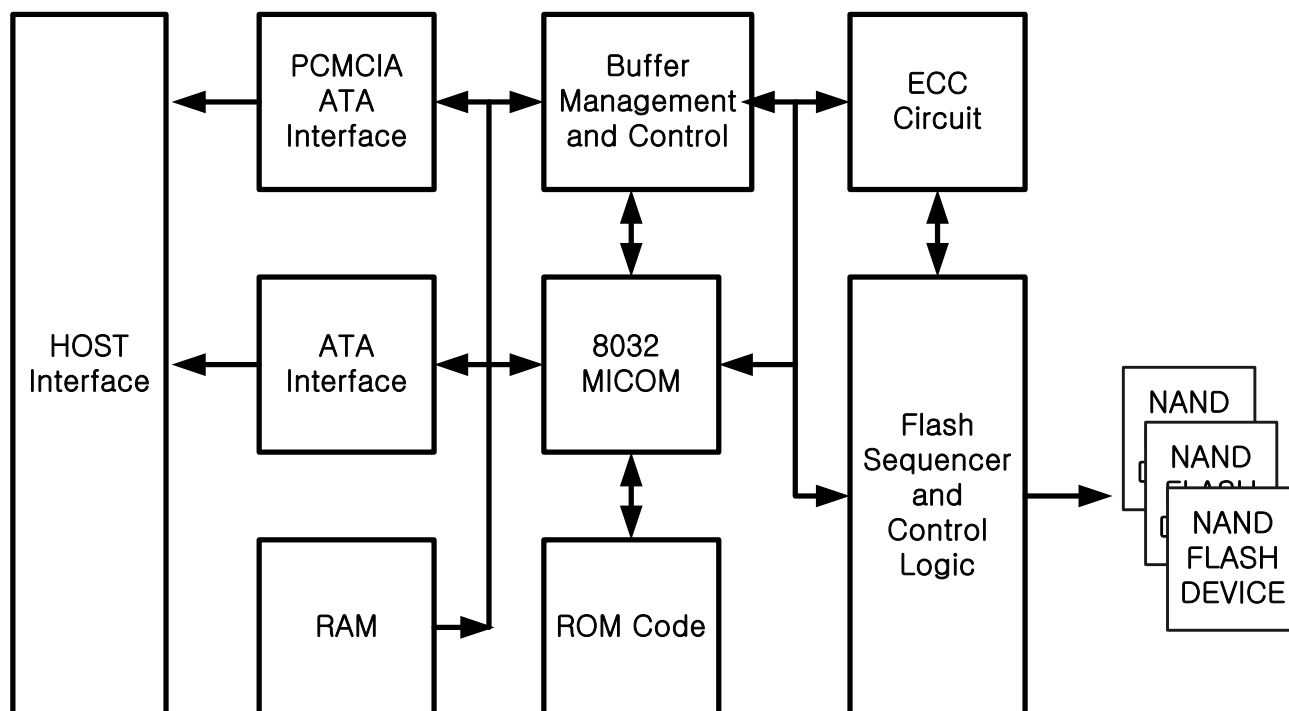 PCMCIA
ATA
Interface
Buffer
Management
and Control
ECC
Circuit
HOST
Interface
ATA
Interface
8032
MICOM
Flash
Sequencer
and
Control
Logic
RAM
ROM Code
NAND
NAND
FLASH
NAND
FLASH
DEVICE